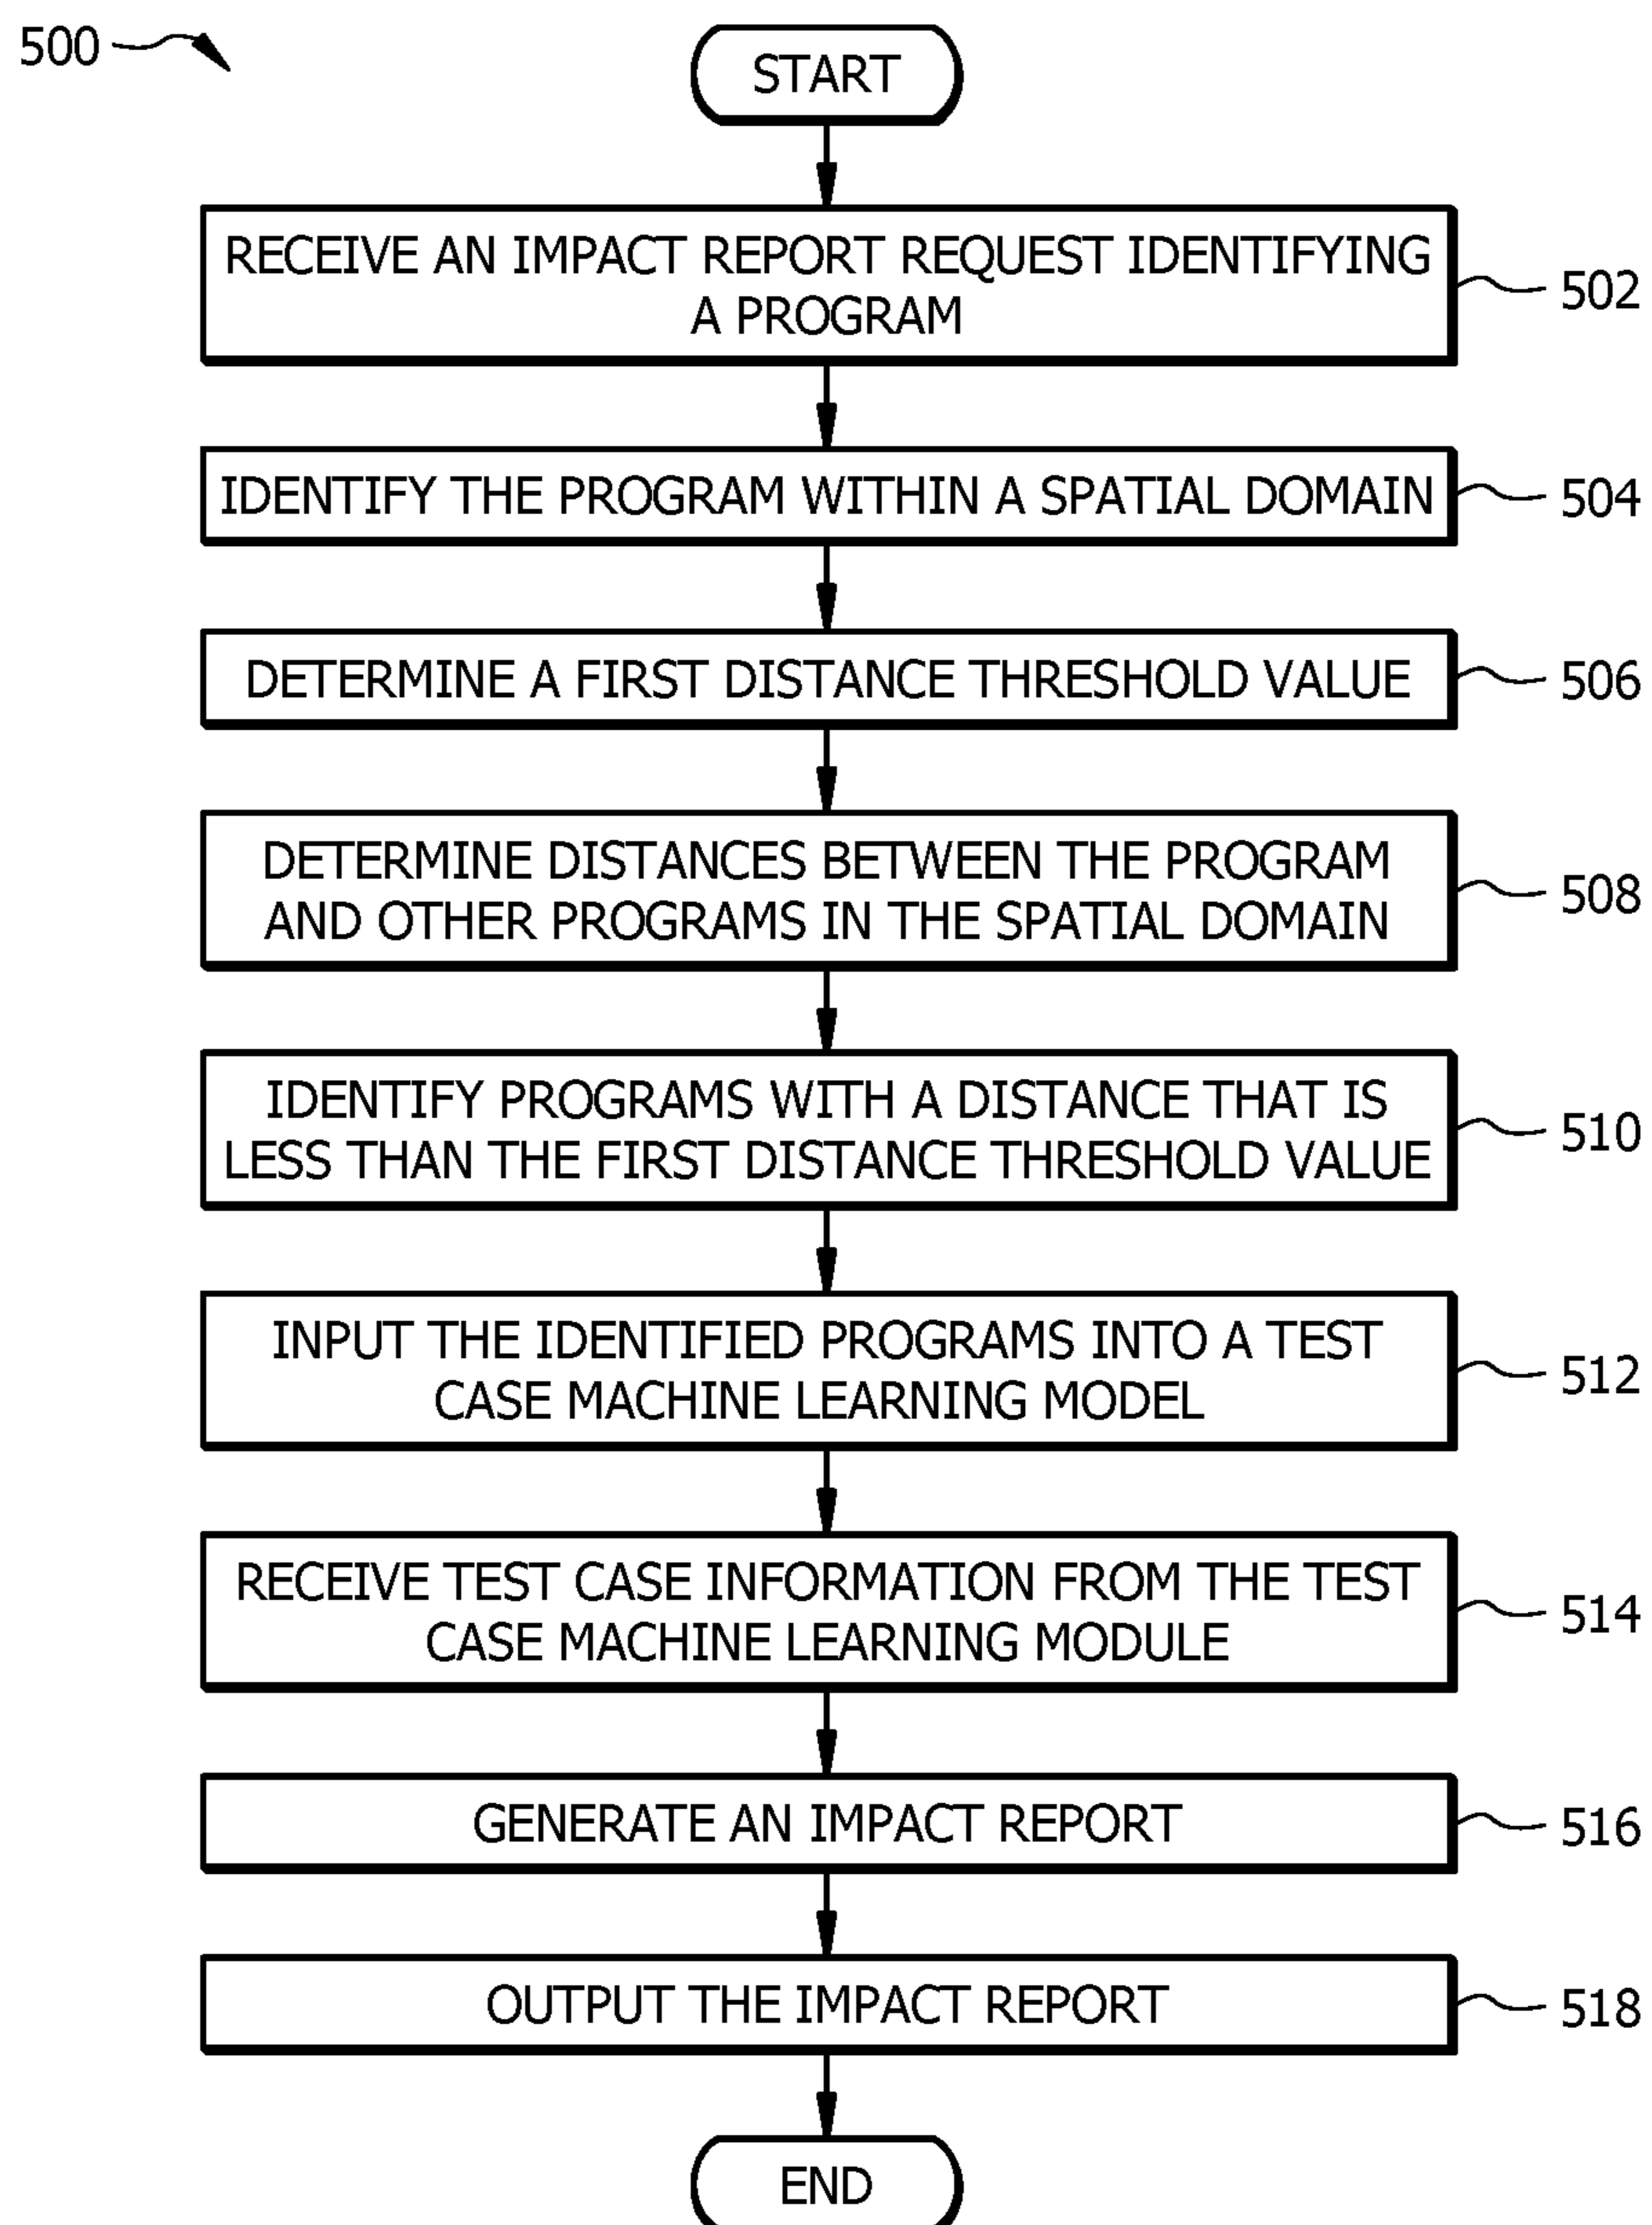 500
START
RECEIVE AN IMPACT REPORT REQUEST IDENTIFYING
A PROGRAM
502
IDENTIFY THE PROGRAM WITHIN A SPATIAL DOMAIN
504
DETERMINE A FIRST DISTANCE THRESHOLD VALUE
506
DETERMINE DISTANCES BETWEEN THE PROGRAM
AND OTHER PROGRAMS IN THE SPATIAL DOMAIN
508
IDENTIFY PROGRAMS WITH A DISTANCE THAT IS
LESS THAN THE FIRST DISTANCE THRESHOLD VALUE
510
INPUT THE IDENTIFIED PROGRAMS INTO A TEST
CASE MACHINE LEARNING MODEL
512
RECEIVE TEST CASE INFORMATION FROM THE TEST
CASE MACHINE LEARNING MODULE
514
GENERATE AN IMPACT REPORT
516
OUTPUT THE IMPACT REPORT
518
END